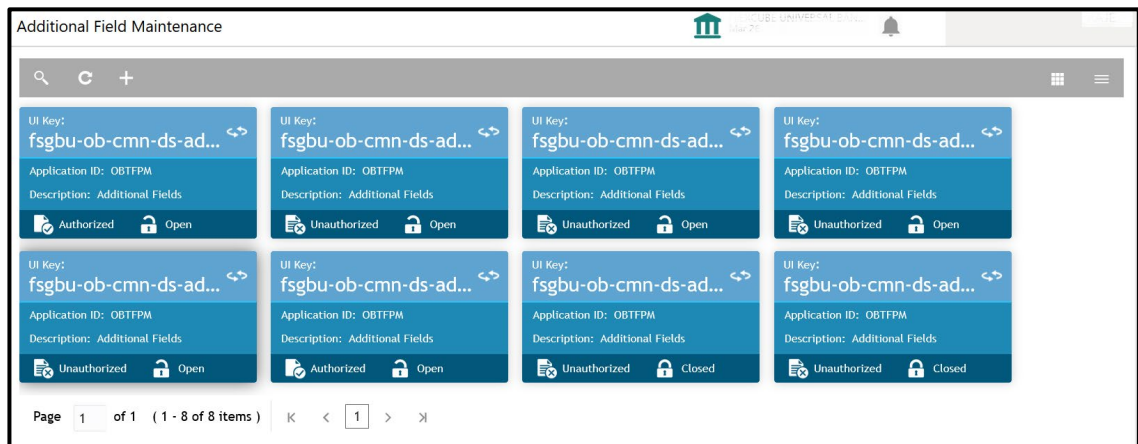 Additional Field Maintenance
UI Key: UI Key: UI Key: UI Key:
fsgbu-ob-cmn-ds-ad... fsgbu-ob-cmn-ds-ad... fsgbu-ob-cmn-ds-ad... fsgbu-ob-cmn-ds-ad...
Application ID: OBTFPM Application ID: OBTFPM Application ID: OBTFPM Application ID: OBTFPM
Description: Additional Fields Description: Additional Fields Description: Additional Fields Description: Additional Fields
Authorized Open Unauthorized Open Unauthorized Open Unauthorized Open
UI Key: UI Key: UI Key: UI Key:
fsgbu-ob-cmn-ds-ad... fsgbu-ob-cmn-ds-ad... fsgbu-ob-cmn-ds-ad... fsgbu-ob-cmn-ds-ad...
Application ID: OBTFPM Application ID: OBTFPM Application ID: OBTFPM Application ID: OBTFPM
Description: Additional Fields Description: Additional Fields Description: Additional Fields Description: Additional Fields
Unauthorized Open Authorized Open Unauthorized Closed Unauthorized Closed
Page 1 of 1 ( 1 - 8 of 8 items ) 1